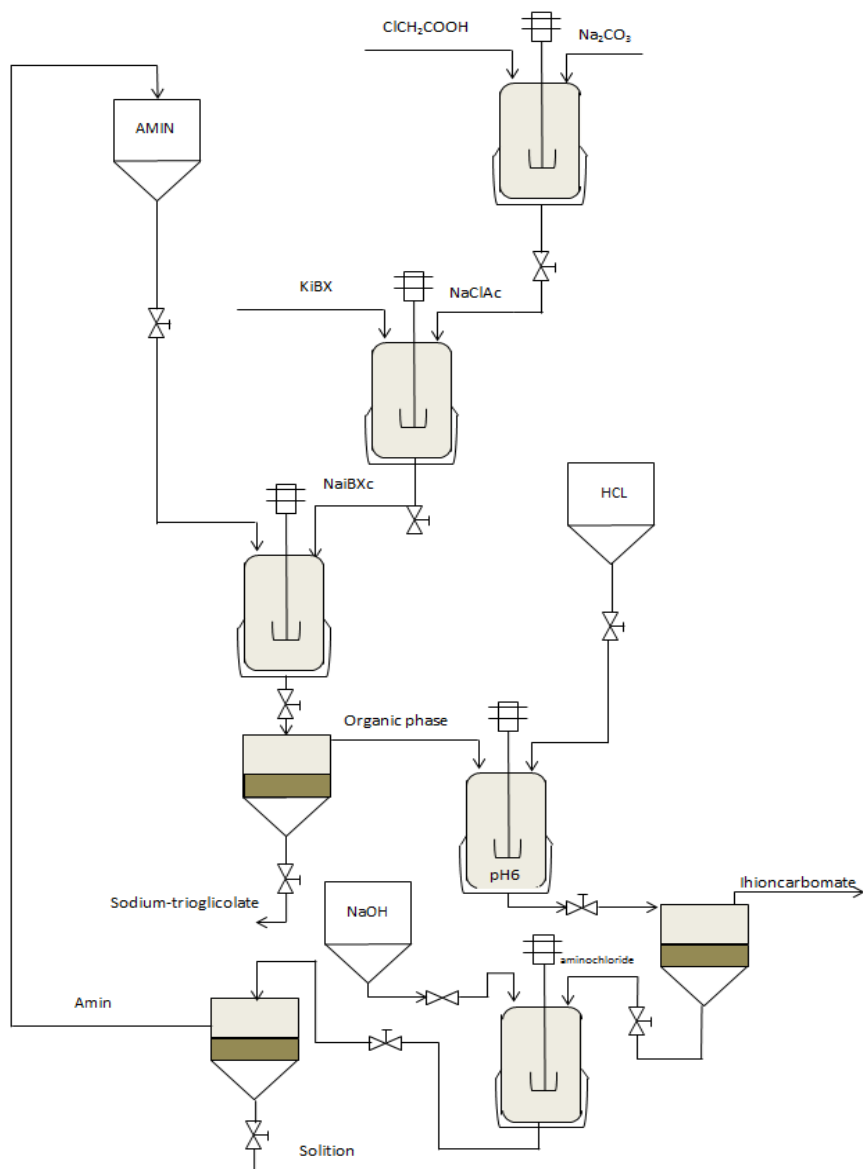 ClCH₂COOH
Na₂CO₃
AMIN
KiBX
NaClAc
NaiBXc
HCL
Organic phase
pH6
Sodium-trioglicolate
NaOH
Ihioncarbomate
aminochloride
Amin
Solition